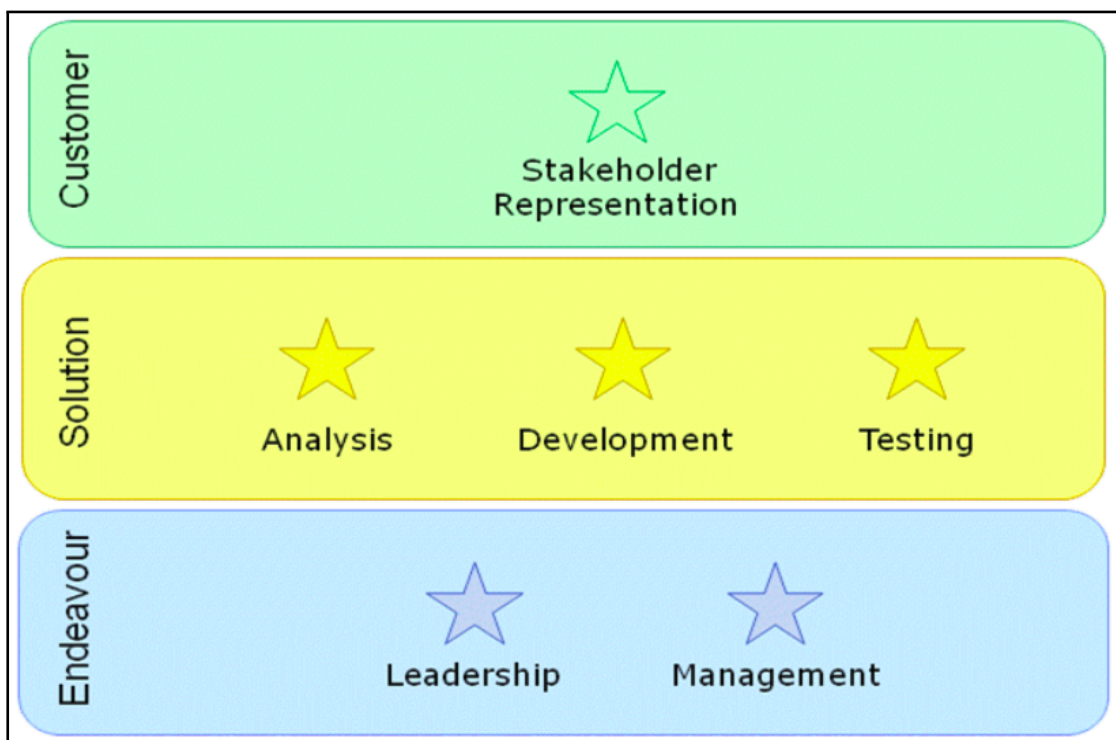 Customer
Stakeholder
Representation
Solution
Analysis
Development
Testing
Endeavour
Leadership
Management